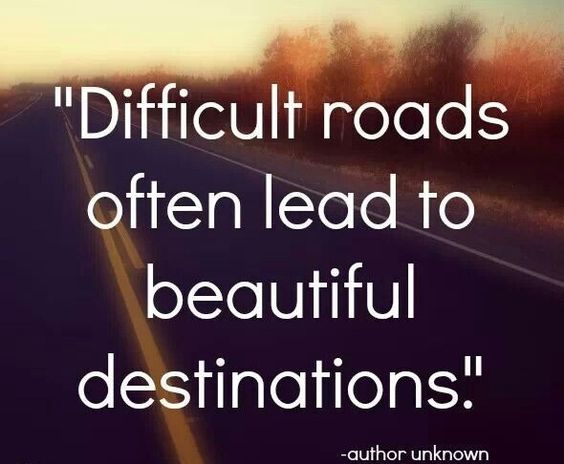 "Difficult roads
often lead to
beautiful
destinations."
-author unknown